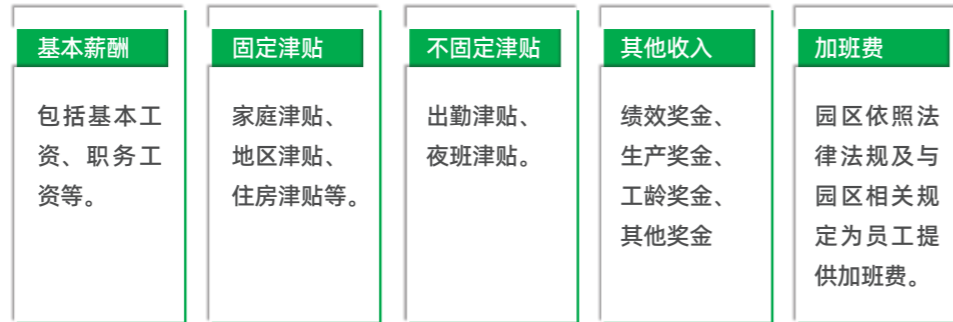 基本薪酬
包括基本工
资、职务工
资等。
固定津贴
家庭津贴、
地区津贴、
住房津贴等。
不固定津贴
出勤津贴、
夜班津贴。
其他收入
绩效奖金、
生产奖金、
工龄奖金、
其他奖金
加班费
园区依照法
律法规及与
园区相关规
定为员工提
供加班费。